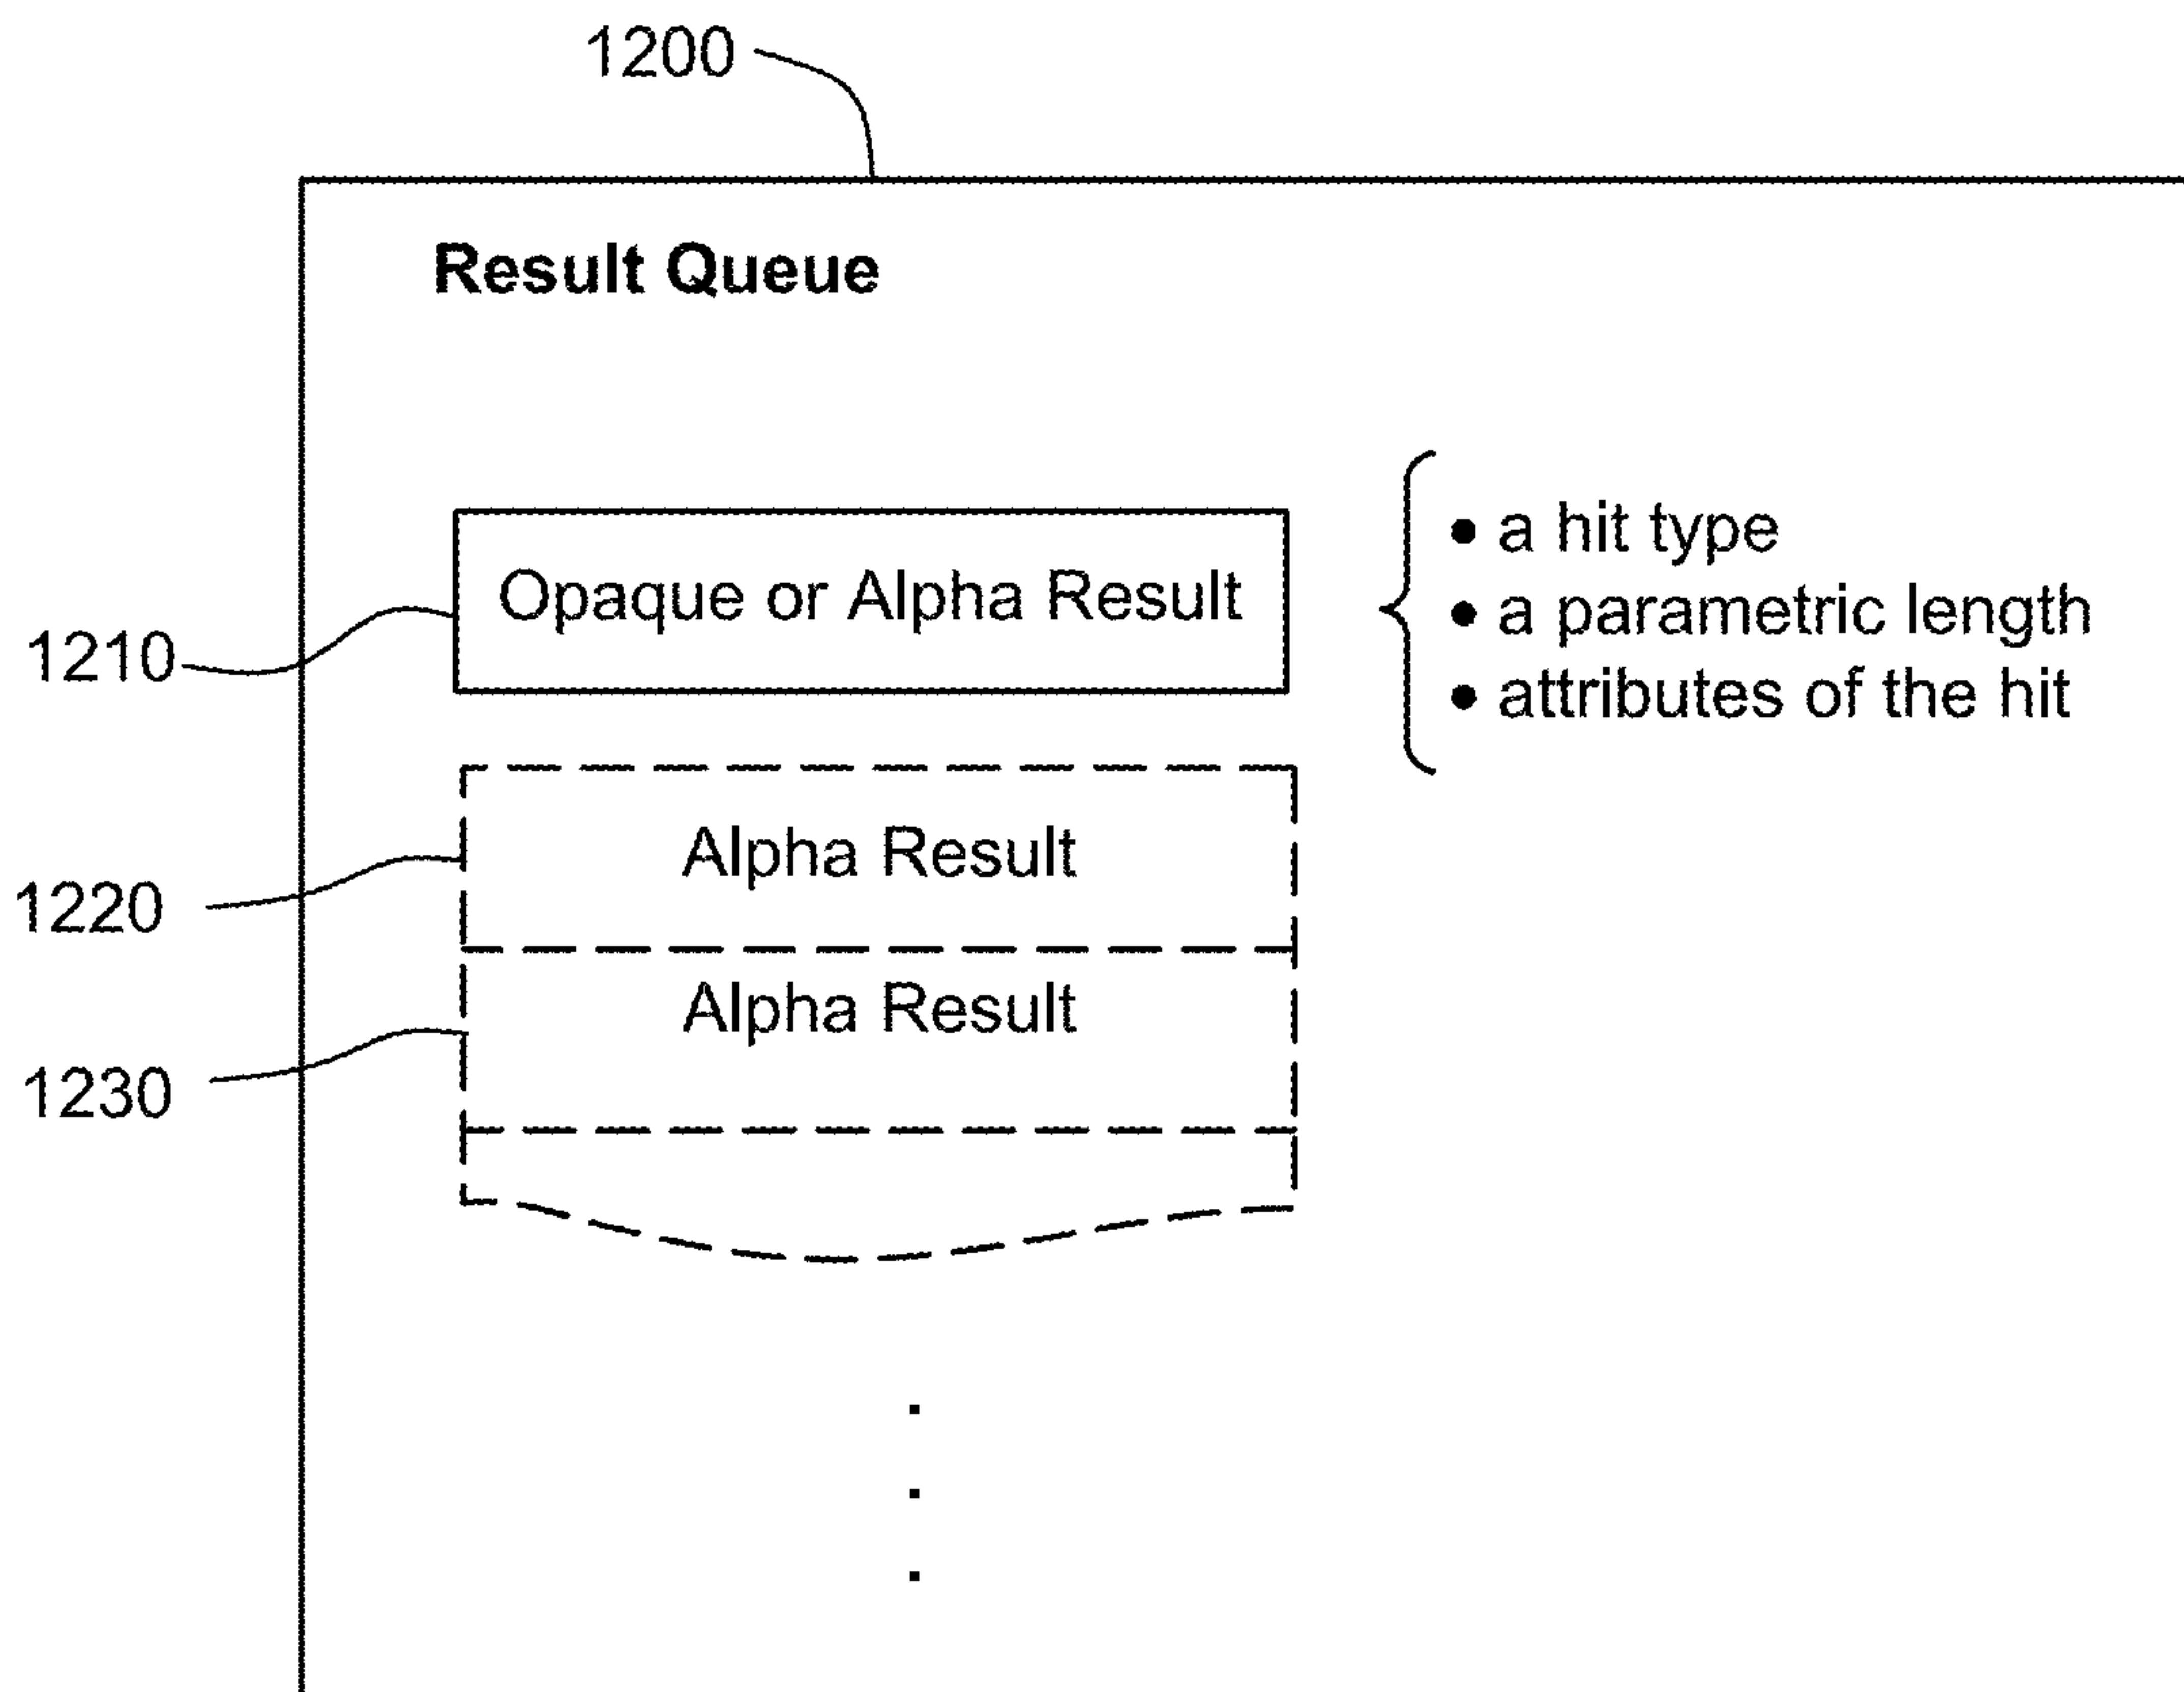 1200
Result Queue
Opaque or Alpha Result
• a hit type
• a parametric length
• attributes of the hit
1210
Alpha Result
1220
Alpha Result
1230